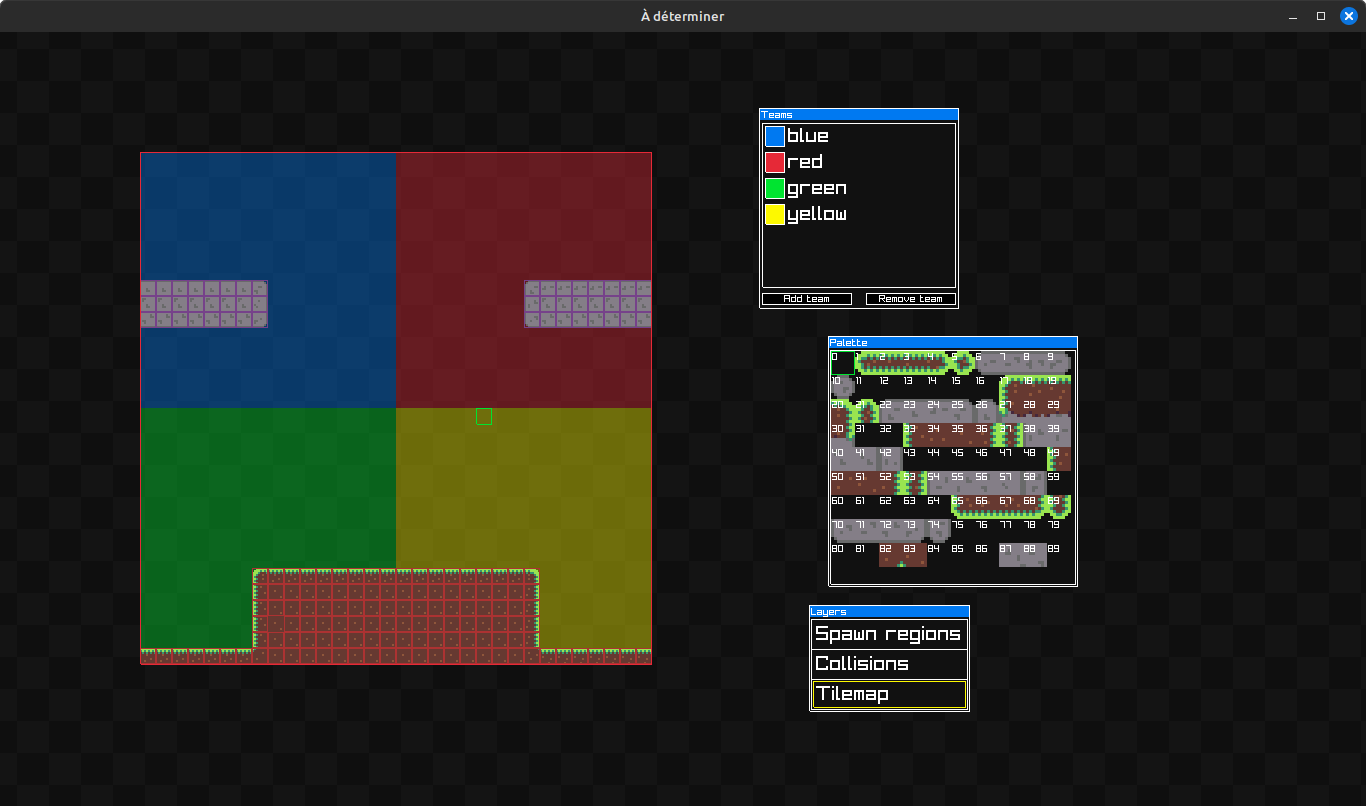 À déterminer
Teams
blue
red
green
yellow
Add team
Remove team
Palette
0 1 2 3 4 5 6 7 8 9
10 11 12 13 14 15 16 17 18 19
20 21 22 23 24 25 26 27 28 29
30 31 32 33 34 35 36 37 38 39
40 41 42 43 44 45 46 47 48 49
50 51 52 53 54 55 56 57 58 59
60 61 62 63 64 65 66 67 68 69
70 71 72 73 74 75 76 77 78 79
80 81 82 83 84 85 86 87 88 89
Layers
Spawn regions
Collisions
Tilemap